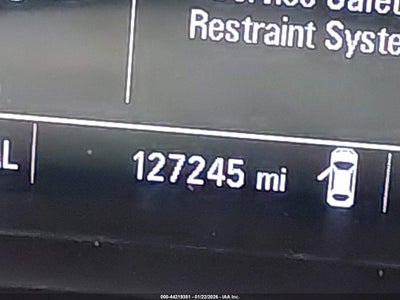 Restraint Syste
L
127245 mi
000-44219381 - 01/22/2026 - IAA Inc.